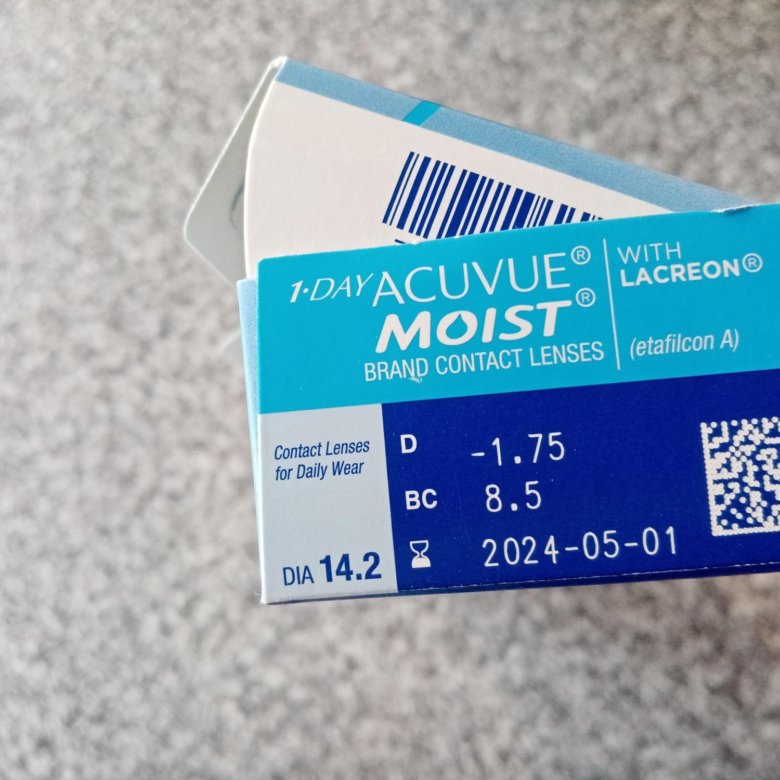 1·DAY ACUVUE®
MOIST®
BRAND CONTACT LENSES
WITH
LACREON®
(etafilcon A)
Contact Lenses
for Daily Wear
DIA 14.2
D -1.75
BC 8.5
2024-05-01